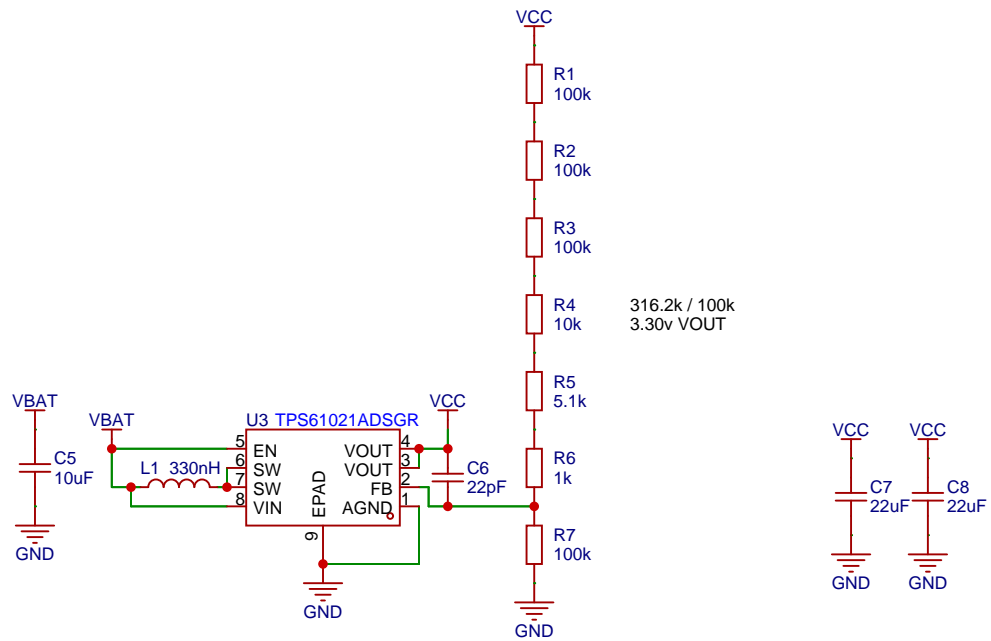 VCC
R1
100k
R2
100k
R3
100k
R4
10k
316.2k / 100k
3.30v VOUT
R5
5.1k
R6
1k
R7
100k
GND
VBAT
C5
10uF
GND
VBAT
L1 330nH
U3 TPS61021ADSGR
5 EN
6 SW
7 SW
8 VIN
EPAD
9
VOUT 4
VOUT 3
FB 2
AGND 1
GND
VCC
C6
22pF
VCC
C7
22uF
GND
VCC
C8
22uF
GND